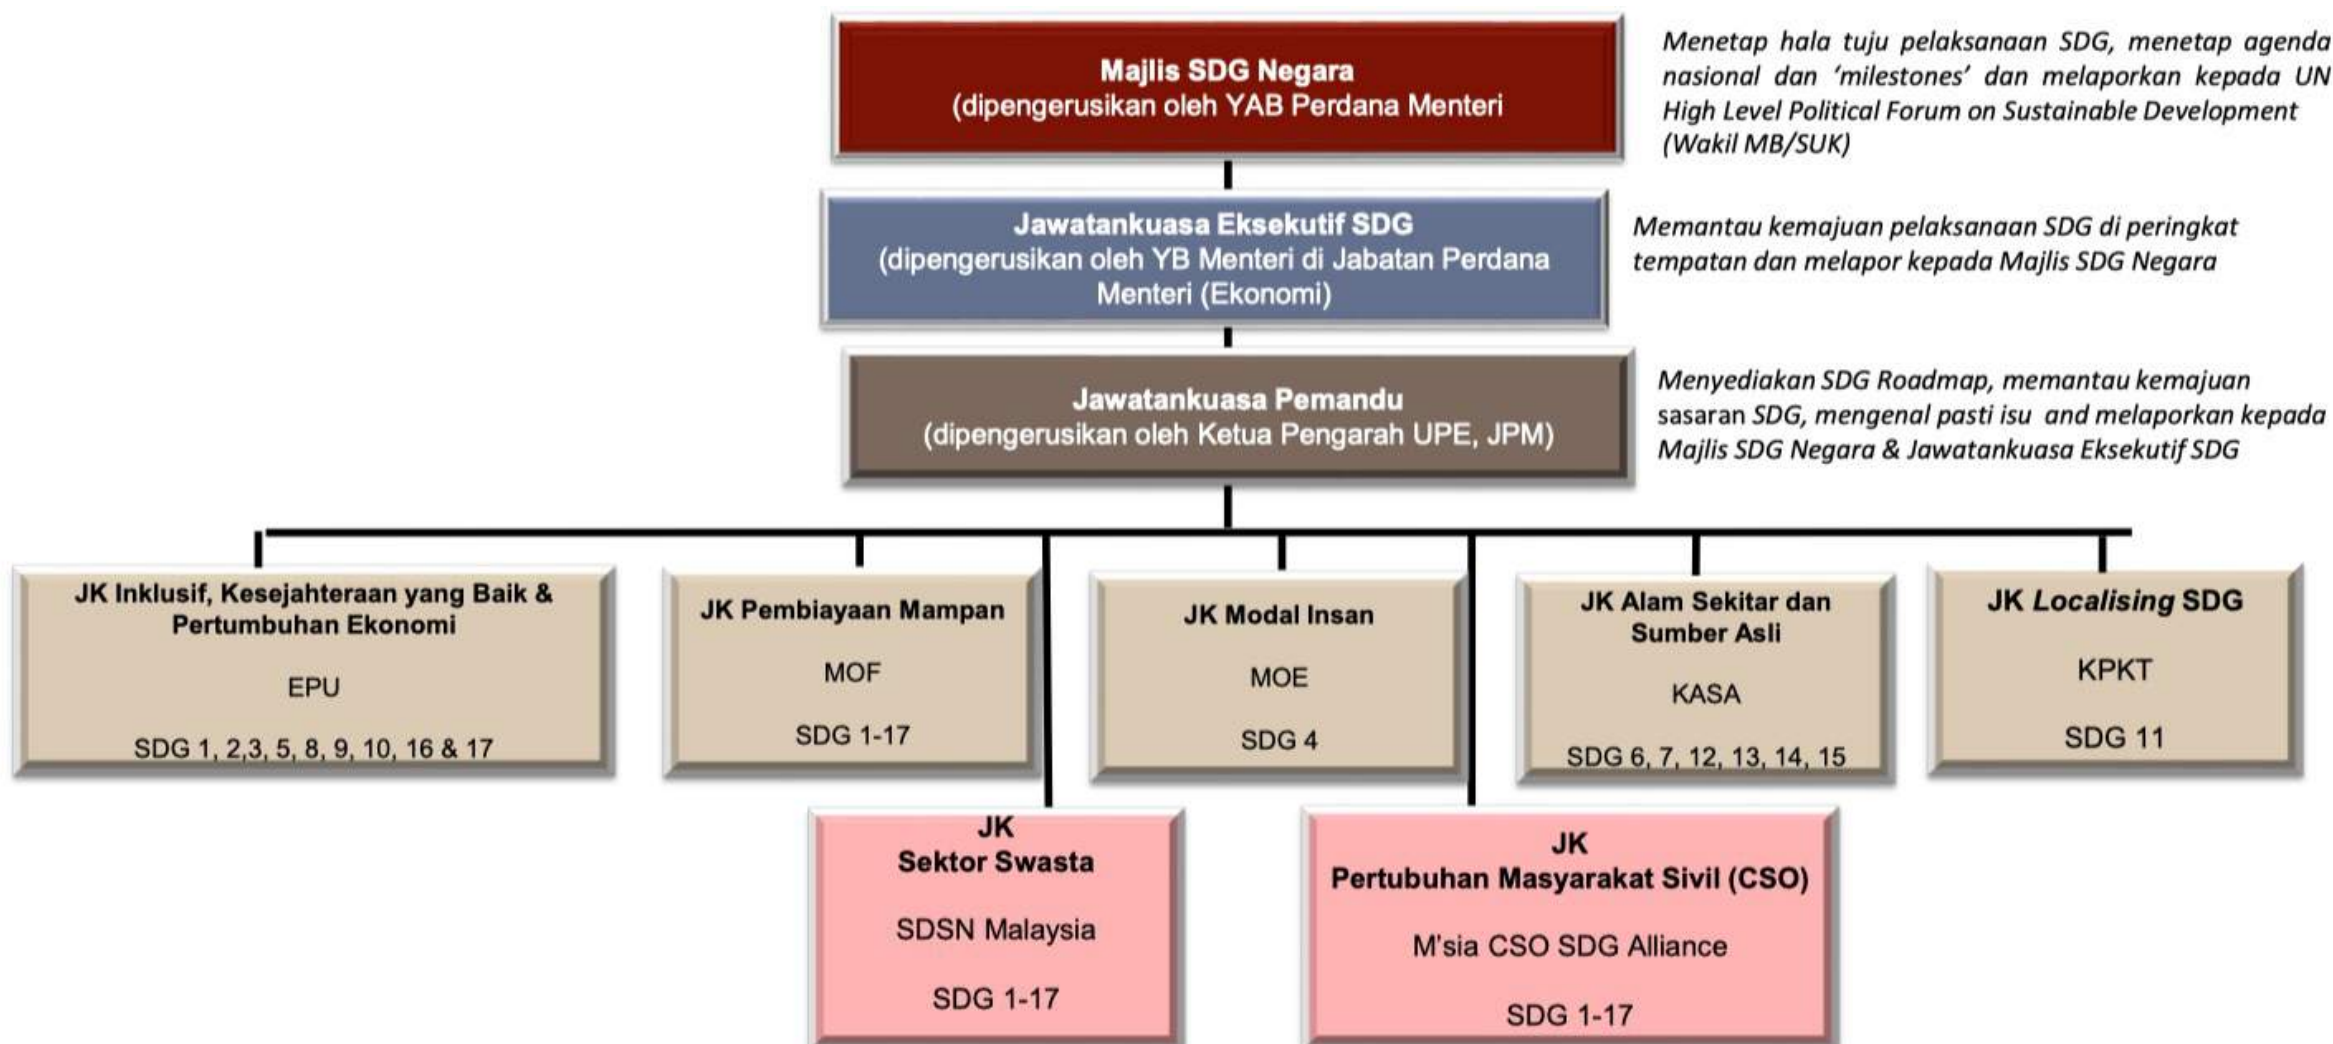 Majlis SDG Negara
(dipengerusikan oleh YAB Perdana Menteri
Menetap hala tuju pelaksanaan SDG, menetap agenda
nasional dan ‘milestones’ dan melaporkan kepada UN
High Level Political Forum on Sustainable Development
(Wakil MB/SUK)
Jawatankuasa Eksekutif SDG
(dipengerusikan oleh YB Menteri di Jabatan Perdana
Menteri (Ekonomi)
Memantau kemajuan pelaksanaan SDG di peringkat
tempatan dan melapor kepada Majlis SDG Negara
Jawatankuasa Pemandu
(dipengerusikan oleh Ketua Pengarah UPE, JPM)
Menyediakan SDG Roadmap, memantau kemajuan
sasaran SDG, mengenal pasti isu and melaporkan kepada
Majlis SDG Negara & Jawatankuasa Eksekutif SDG
JK Inklusif, Kesejahteraan yang Baik &
Pertumbuhan Ekonomi
EPU
SDG 1, 2,3, 5, 8, 9, 10, 16 & 17
JK Pembiayaan Mampan
MOF
SDG 1-17
JK Modal Insan
MOE
SDG 4
JK Alam Sekitar dan
Sumber Asli
KASA
SDG 6, 7, 12, 13, 14, 15
JK Localising SDG
KPKT
SDG 11
JK
Sektor Swasta
SDSN Malaysia
SDG 1-17
JK
Pertubuhan Masyarakat Sivil (CSO)
M'sia CSO SDG Alliance
SDG 1-17